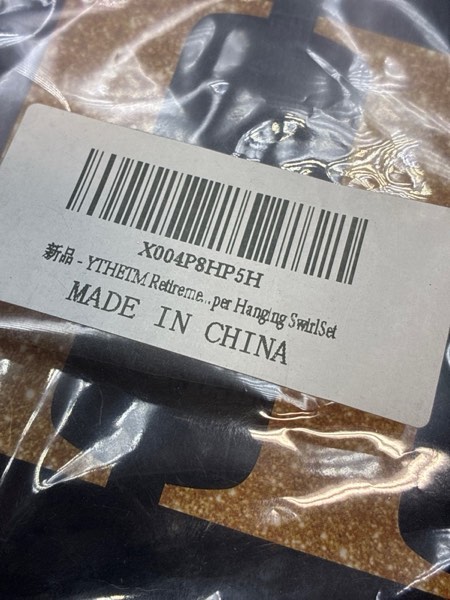 X004P8HP5H
新品 - YTHETM Retireme...per Hanging SwirlSet
MADE IN CHINA